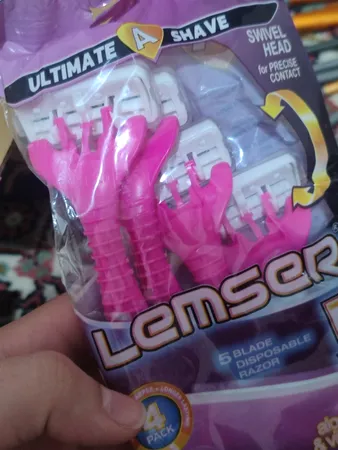 ULTIMATE A SHAVE
SWIVEL
HEAD
for PRECISE
CONTACT
LEMSER
5 BLADE
DISPOSABLE
RAZOR
4
PACK